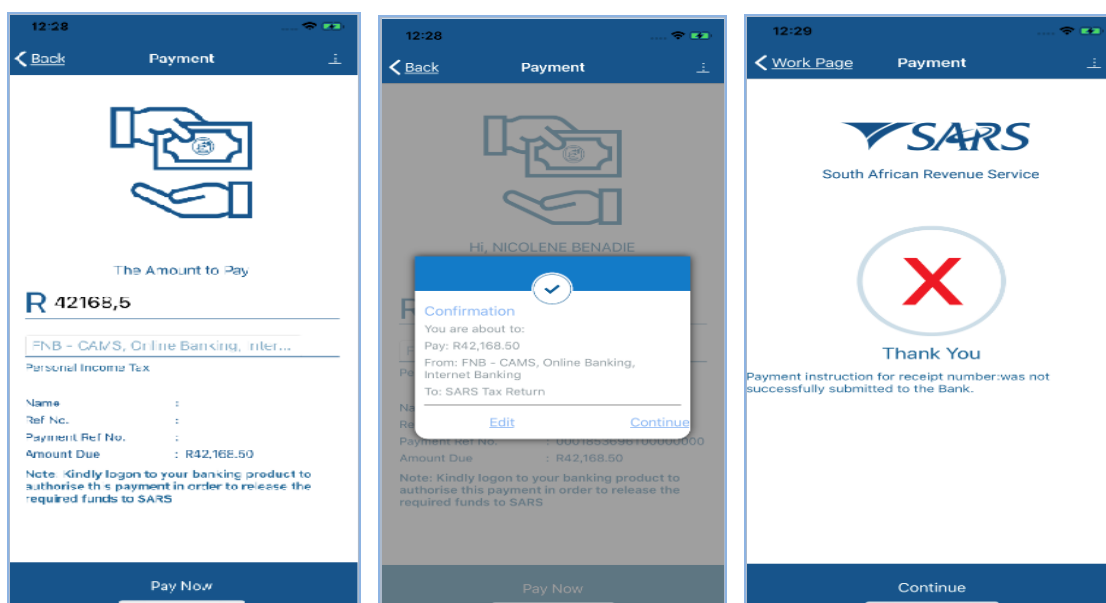 12:28
Back Payment
The Amount to Pay
R 42168,5
FNB - CAMS, Online Banking, Inter...
Personal Income Tax
Name :
Ref No. :
Payment Ref No. :
Amount Due : R42,168.50
Note: Kindly logon to your banking product to
authorise this payment in order to release the
required funds to SARS
Pay Now
12:28
Back Payment
Hi, NICOLENE BENADIE
R
Confirmation
You are about to:
Pay: R42,168.50
From: FNB - CAMS, Online Banking,
Internet Banking
To: SARS Tax Return
Edit Continue
Payment Ref No. : 0001853696100000000
Amount Due : R42,168.50
Note: Kindly logon to your banking product to
authorise this payment in order to release the
required funds to SARS
Pay Now
12:29
Work Page Payment
SARS
South African Revenue Service
X
Thank You
Payment instruction for receipt number:was not
successfully submitted to the Bank.
Continue